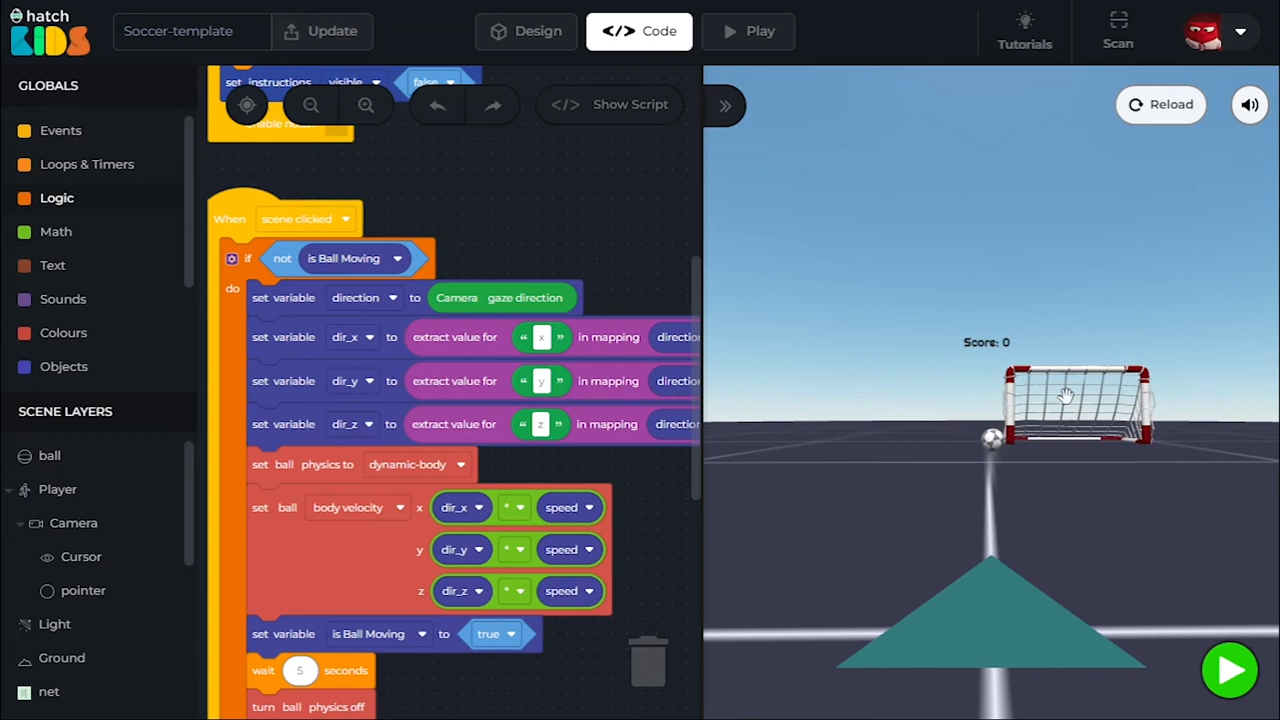 hatch
KIDS
Soccer-template
Update
Design
</> Code
Play
Tutorials
Scan
GLOBALS
Events
Loops & Timers
Logic
Math
Text
Sounds
Colours
Objects
SCENE LAYERS
ball
Player
Camera
Cursor
pointer
Light
Ground
net
set instructions visible false
</> Show Script
enable
When scene clicked
if not is Ball Moving
do
set variable direction to Camera gaze direction
set variable dir_x to extract value for “ x ” in mapping directio
set variable dir_y to extract value for “ y ” in mapping directio
set variable dir_z to extract value for “ z ” in mapping directio
set ball physics to dynamic-body
set ball body velocity x dir_x * speed
y dir_y * speed
z dir_z * speed
set variable is Ball Moving to true
wait 5 seconds
turn ball physics off
Reload
Score: 0